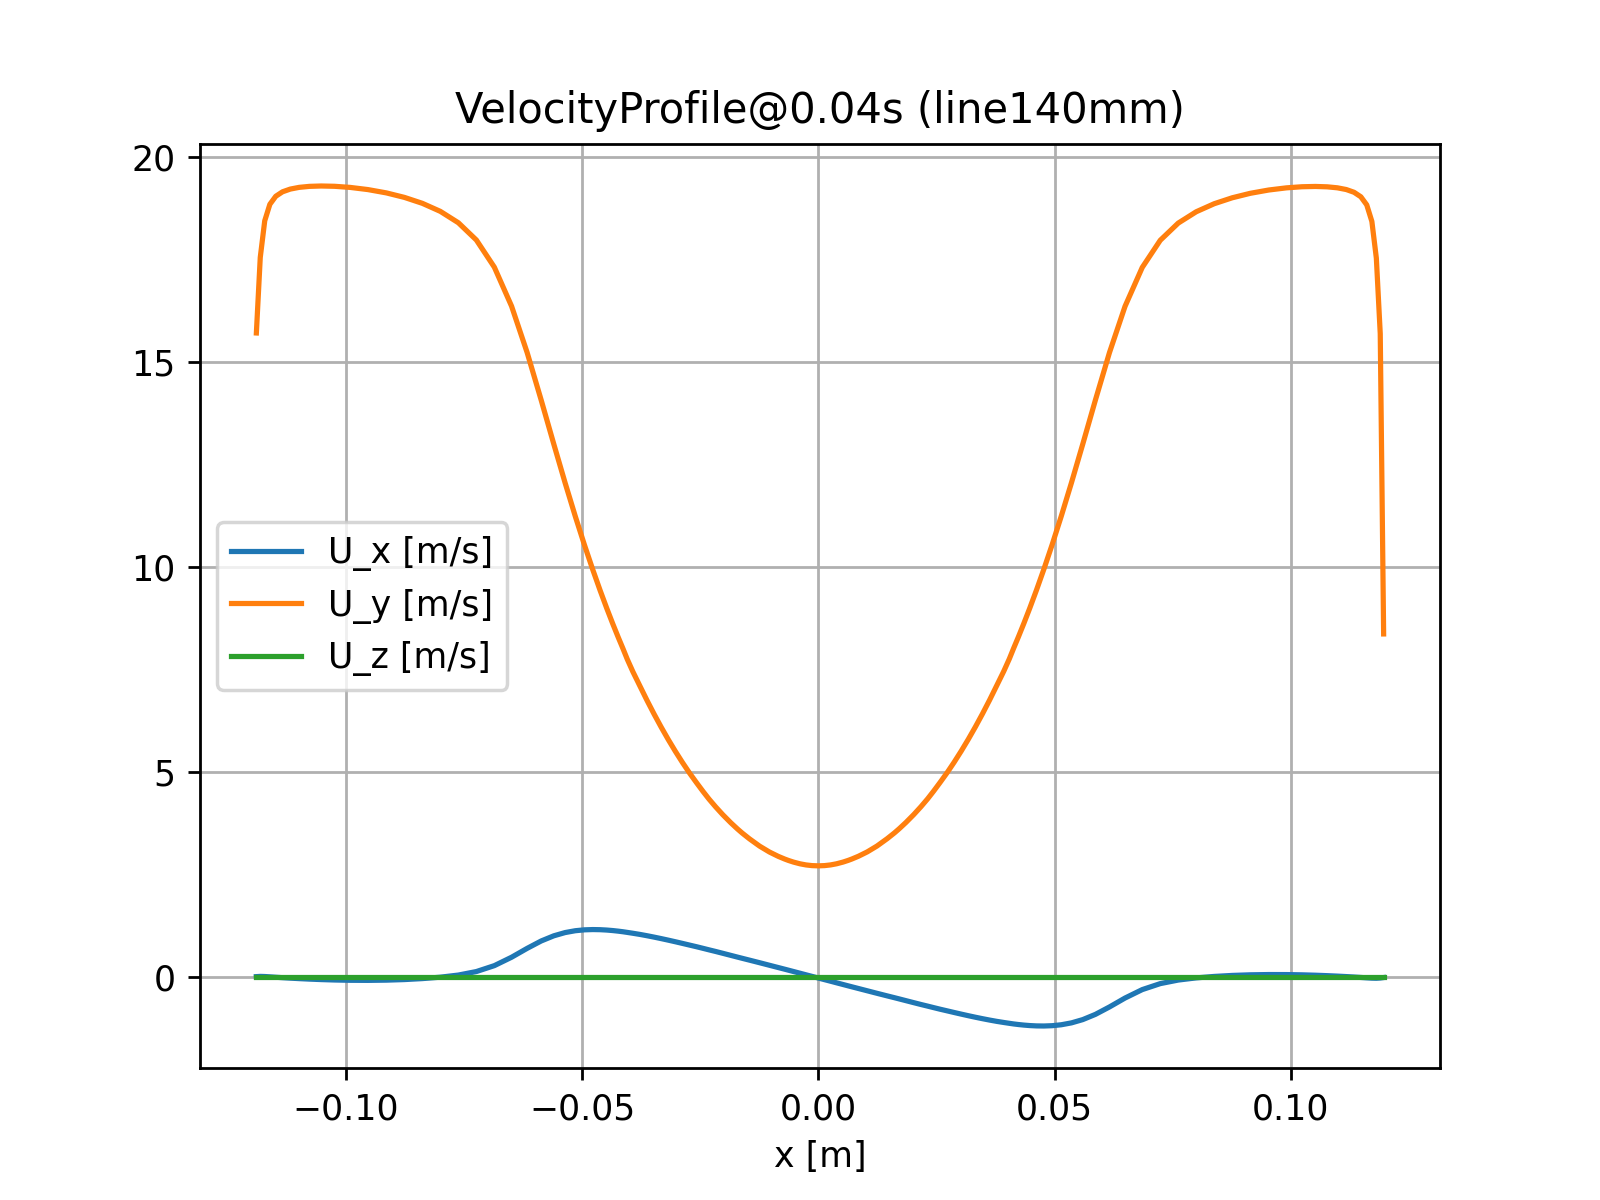 VelocityProfile@0.04s (line140mm)
20
15
10
5
0
U_x [m/s]
U_y [m/s]
U_z [m/s]
−0.10
−0.05
0.00
0.05
0.10
x [m]